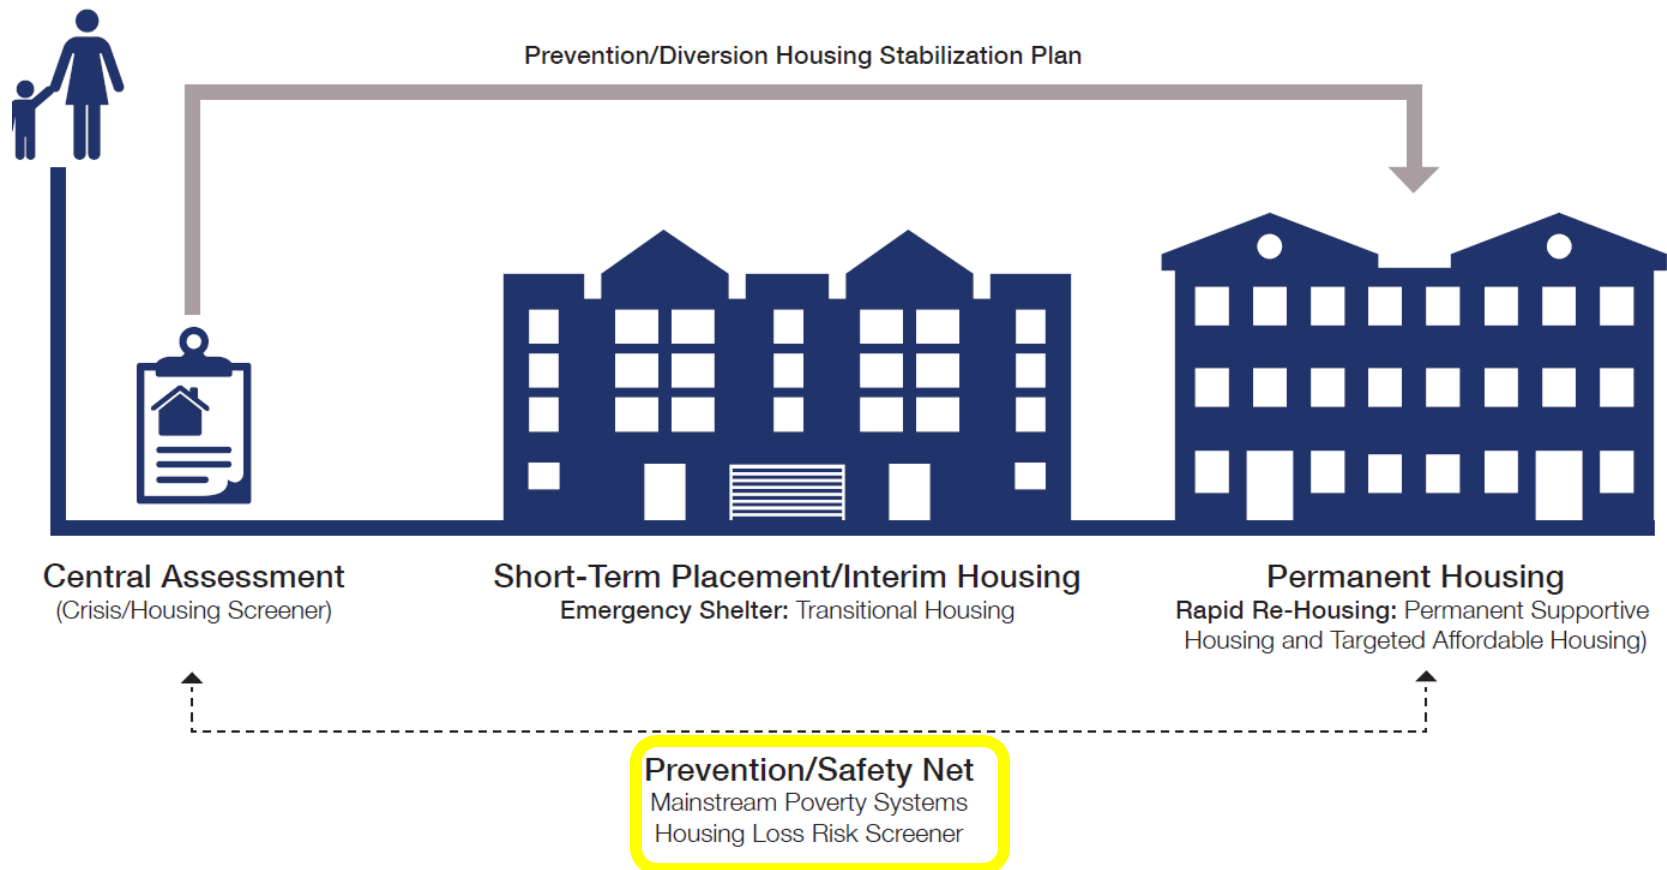 Prevention/Diversion Housing Stabilization Plan
Central Assessment
(Crisis/Housing Screener)
Short-Term Placement/Interim Housing
Emergency Shelter: Transitional Housing
Permanent Housing
Rapid Re-Housing: Permanent Supportive
Housing and Targeted Affordable Housing)
Prevention/Safety Net
Mainstream Poverty Systems
Housing Loss Risk Screener